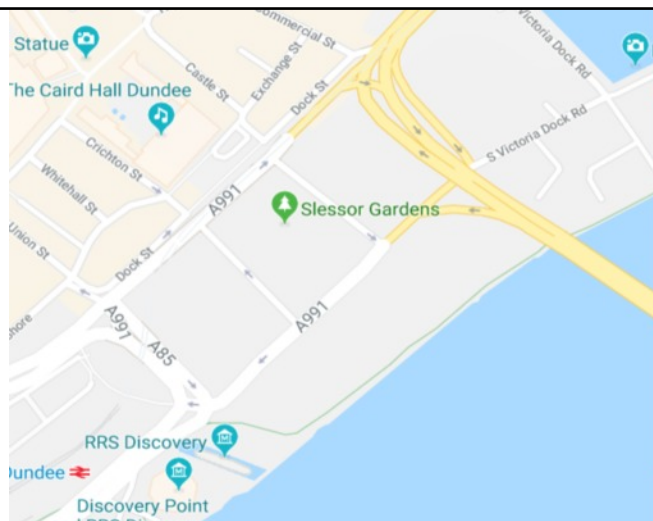 Statue
Commercial St
Exchange St
Castle St
Dock St
Victoria Dock Rd
The Caird Hall Dundee
Crichton St
S Victoria Dock Rd
Whitehall St
A991
Slessor Gardens
Union St
Dock St
A991
A85
A991
RRS Discovery
Dundee
Discovery Point